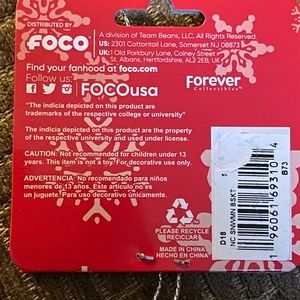 DISTRIBUTED BY
FOCO
A division of Team Beans, LLC. All Rights Reserved.
US: 2301 Cottontail Lane, Somerset NJ 08873
UK: 1 Old Parkbury Lane, Colney Street
St. Albans, Hertfordshire, AL2 2EB, UK
Find your fanhood at foco.com
Follow us:
FOCOusa
Forever
Collectibles
"The indicia depicted on this product are
trademarks of the respective college or university"
The indicia depicted on this product are the property
of the respective university and used under license.
CAUTION: Not recommended for children under 13
years. This item is not a toy! For decorative use only.
ADVERTENCIA: No recomendado para niños
menores de 13 años. Este artículo no es
un juguete. Para uso decorativo únicamente.
PLEASE RECYCLE
RECICLAR
MADE IN CHINA
HECHO EN CHINA
D18
NC SNWMN BSKT
1 96061 69310 4
B73